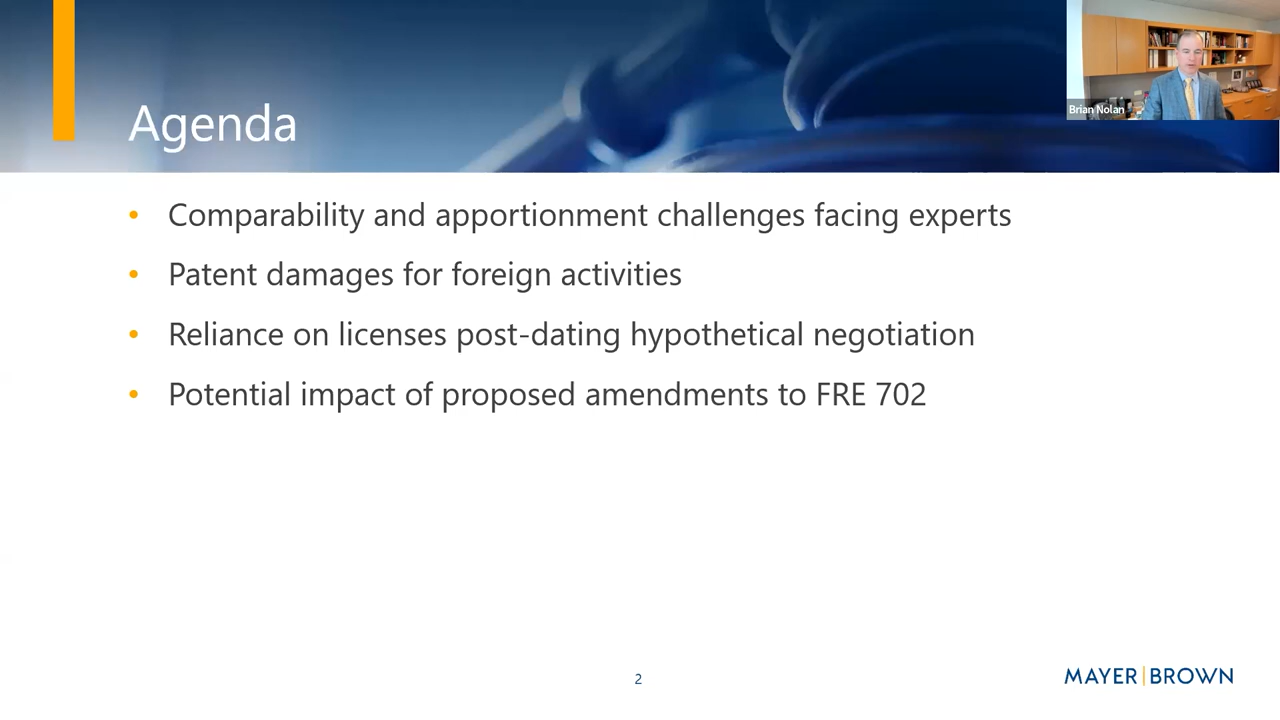 Brian Nolan
Agenda
• Comparability and apportionment challenges facing experts
• Patent damages for foreign activities
• Reliance on licenses post-dating hypothetical negotiation
• Potential impact of proposed amendments to FRE 702
2
MAYER|BROWN